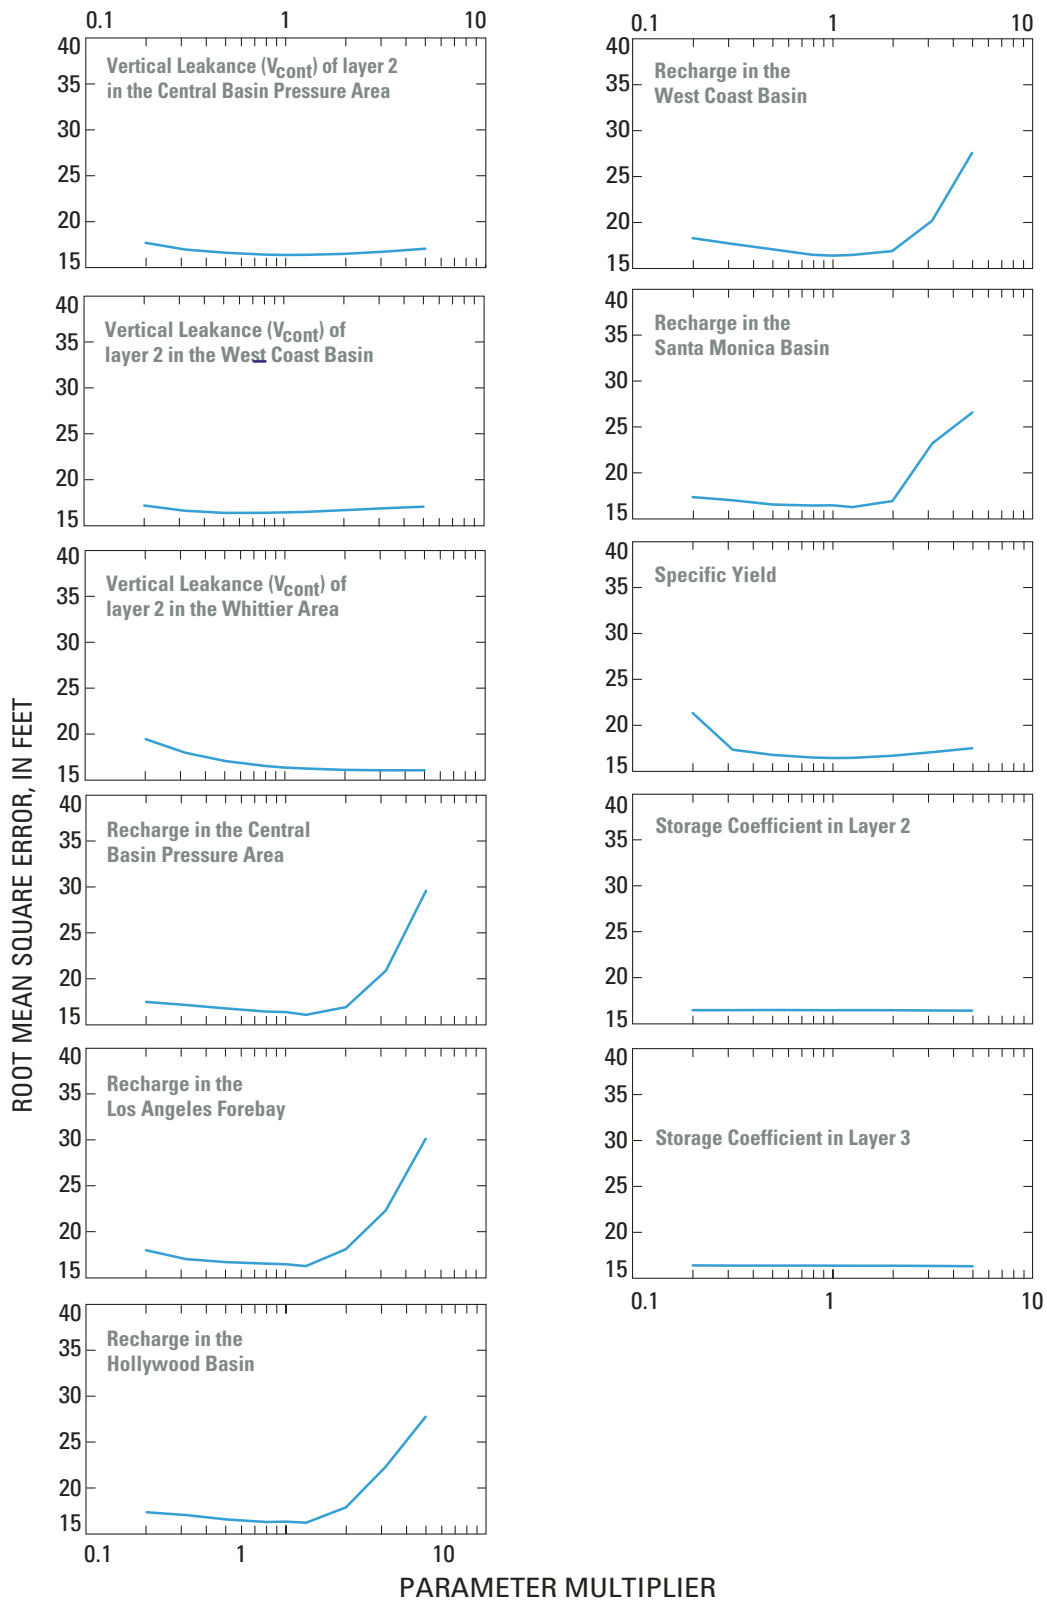 0.1 1 10
40
Vertical Leakance (Vcont) of layer 2
in the Central Basin Pressure Area
35
30
25
20
15
40
Vertical Leakance (Vcont) of
layer 2 in the West Coast Basin
35
30
25
20
15
40
Vertical Leakance (Vcont) of
layer 2 in the Whittier Area
35
30
25
20
15
40
Recharge in the Central
Basin Pressure Area
35
30
25
20
15
40
Recharge in the
Los Angeles Forebay
35
30
25
20
15
40
Recharge in the
Hollywood Basin
35
30
25
20
15
0.1 1 10
0.1 1 10
40
Recharge in the
West Coast Basin
35
30
25
20
15
40
Recharge in the
Santa Monica Basin
35
30
25
20
15
40
Specific Yield
35
30
25
20
15
40
Storage Coefficient in Layer 2
35
30
25
20
15
40
35
Storage Coefficient in Layer 3
30
25
20
15
0.1 1 10
ROOT MEAN SQUARE ERROR, IN FEET
PARAMETER MULTIPLIER